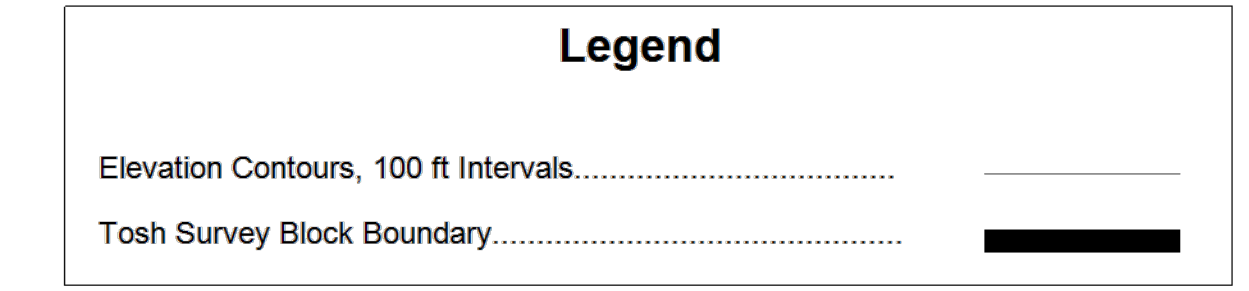 Legend
Elevation Contours, 100 ft Intervals....................................
Tosh Survey Block Boundary..............................................